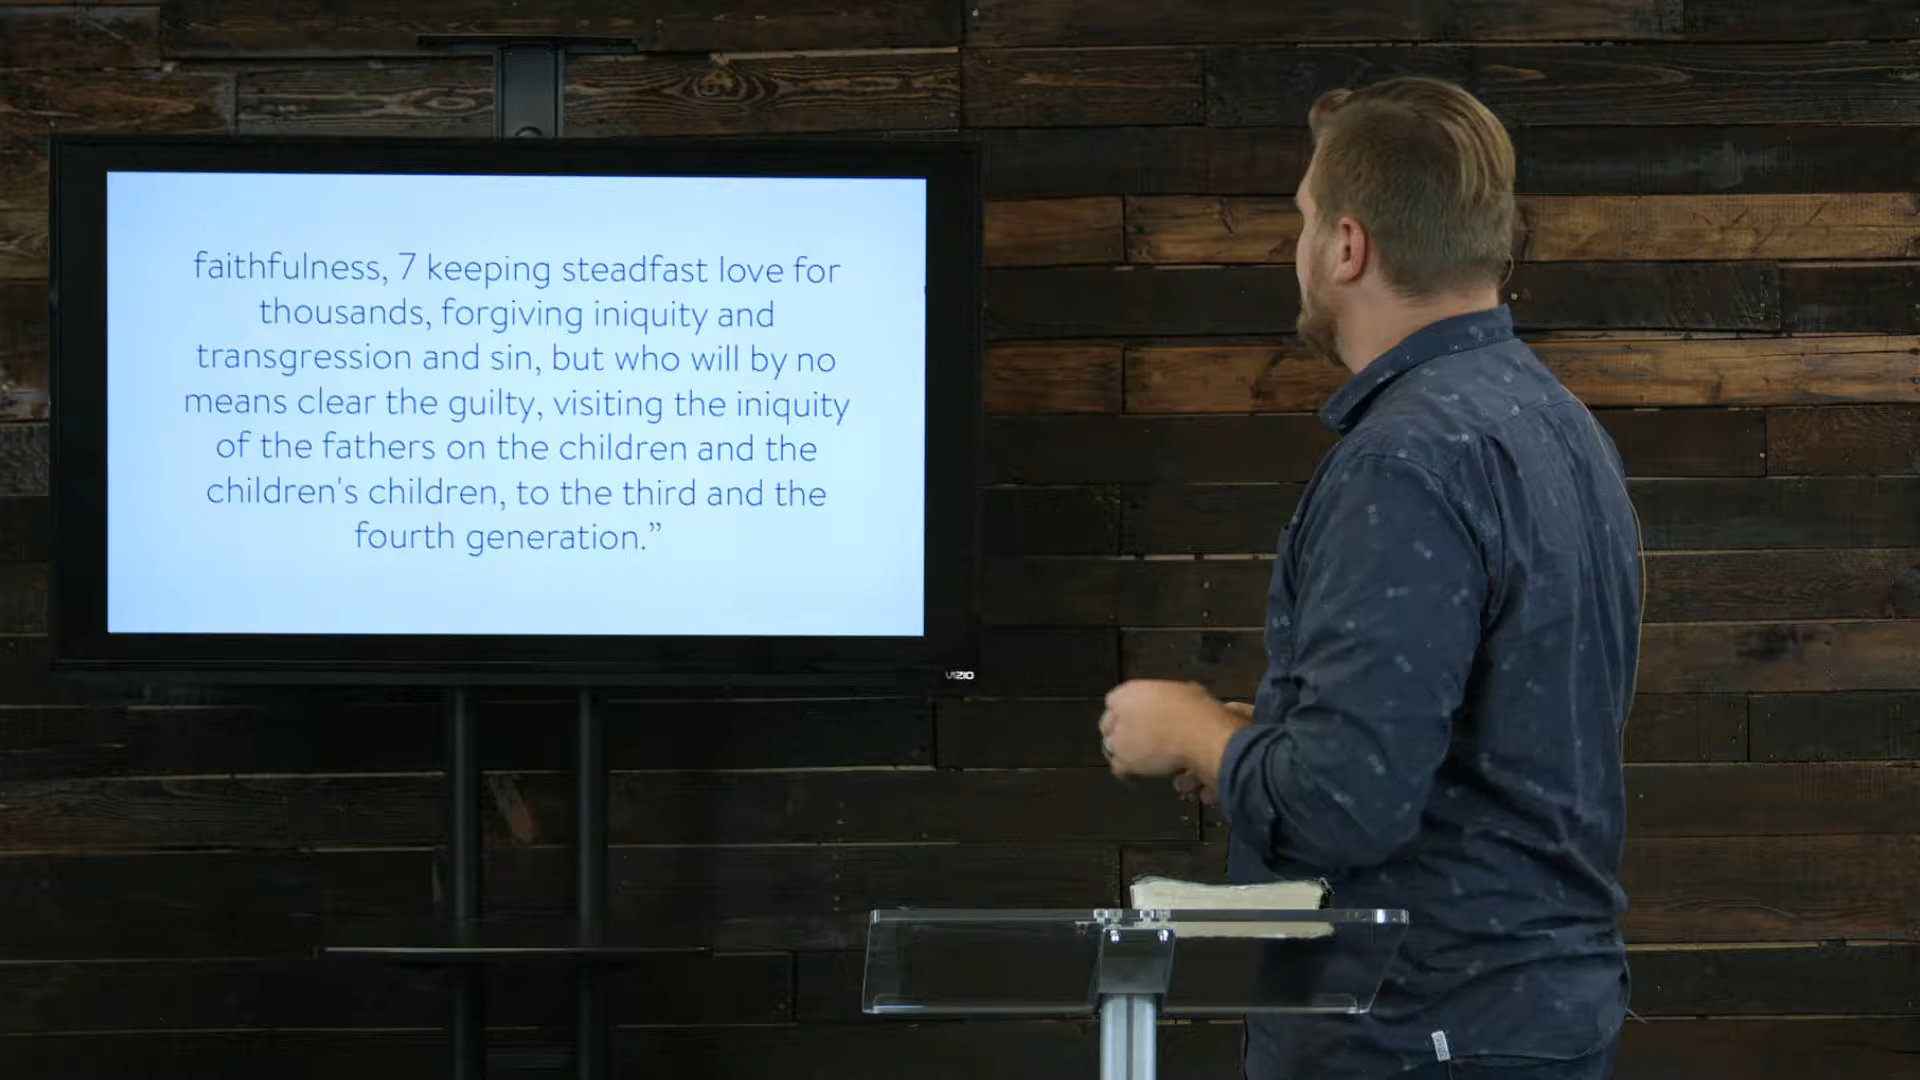 faithfulness, 7 keeping steadfast love for
thousands, forgiving iniquity and
transgression and sin, but who will by no
means clear the guilty, visiting the iniquity
of the fathers on the children and the
children's children, to the third and the
fourth generation.”
VIZIO